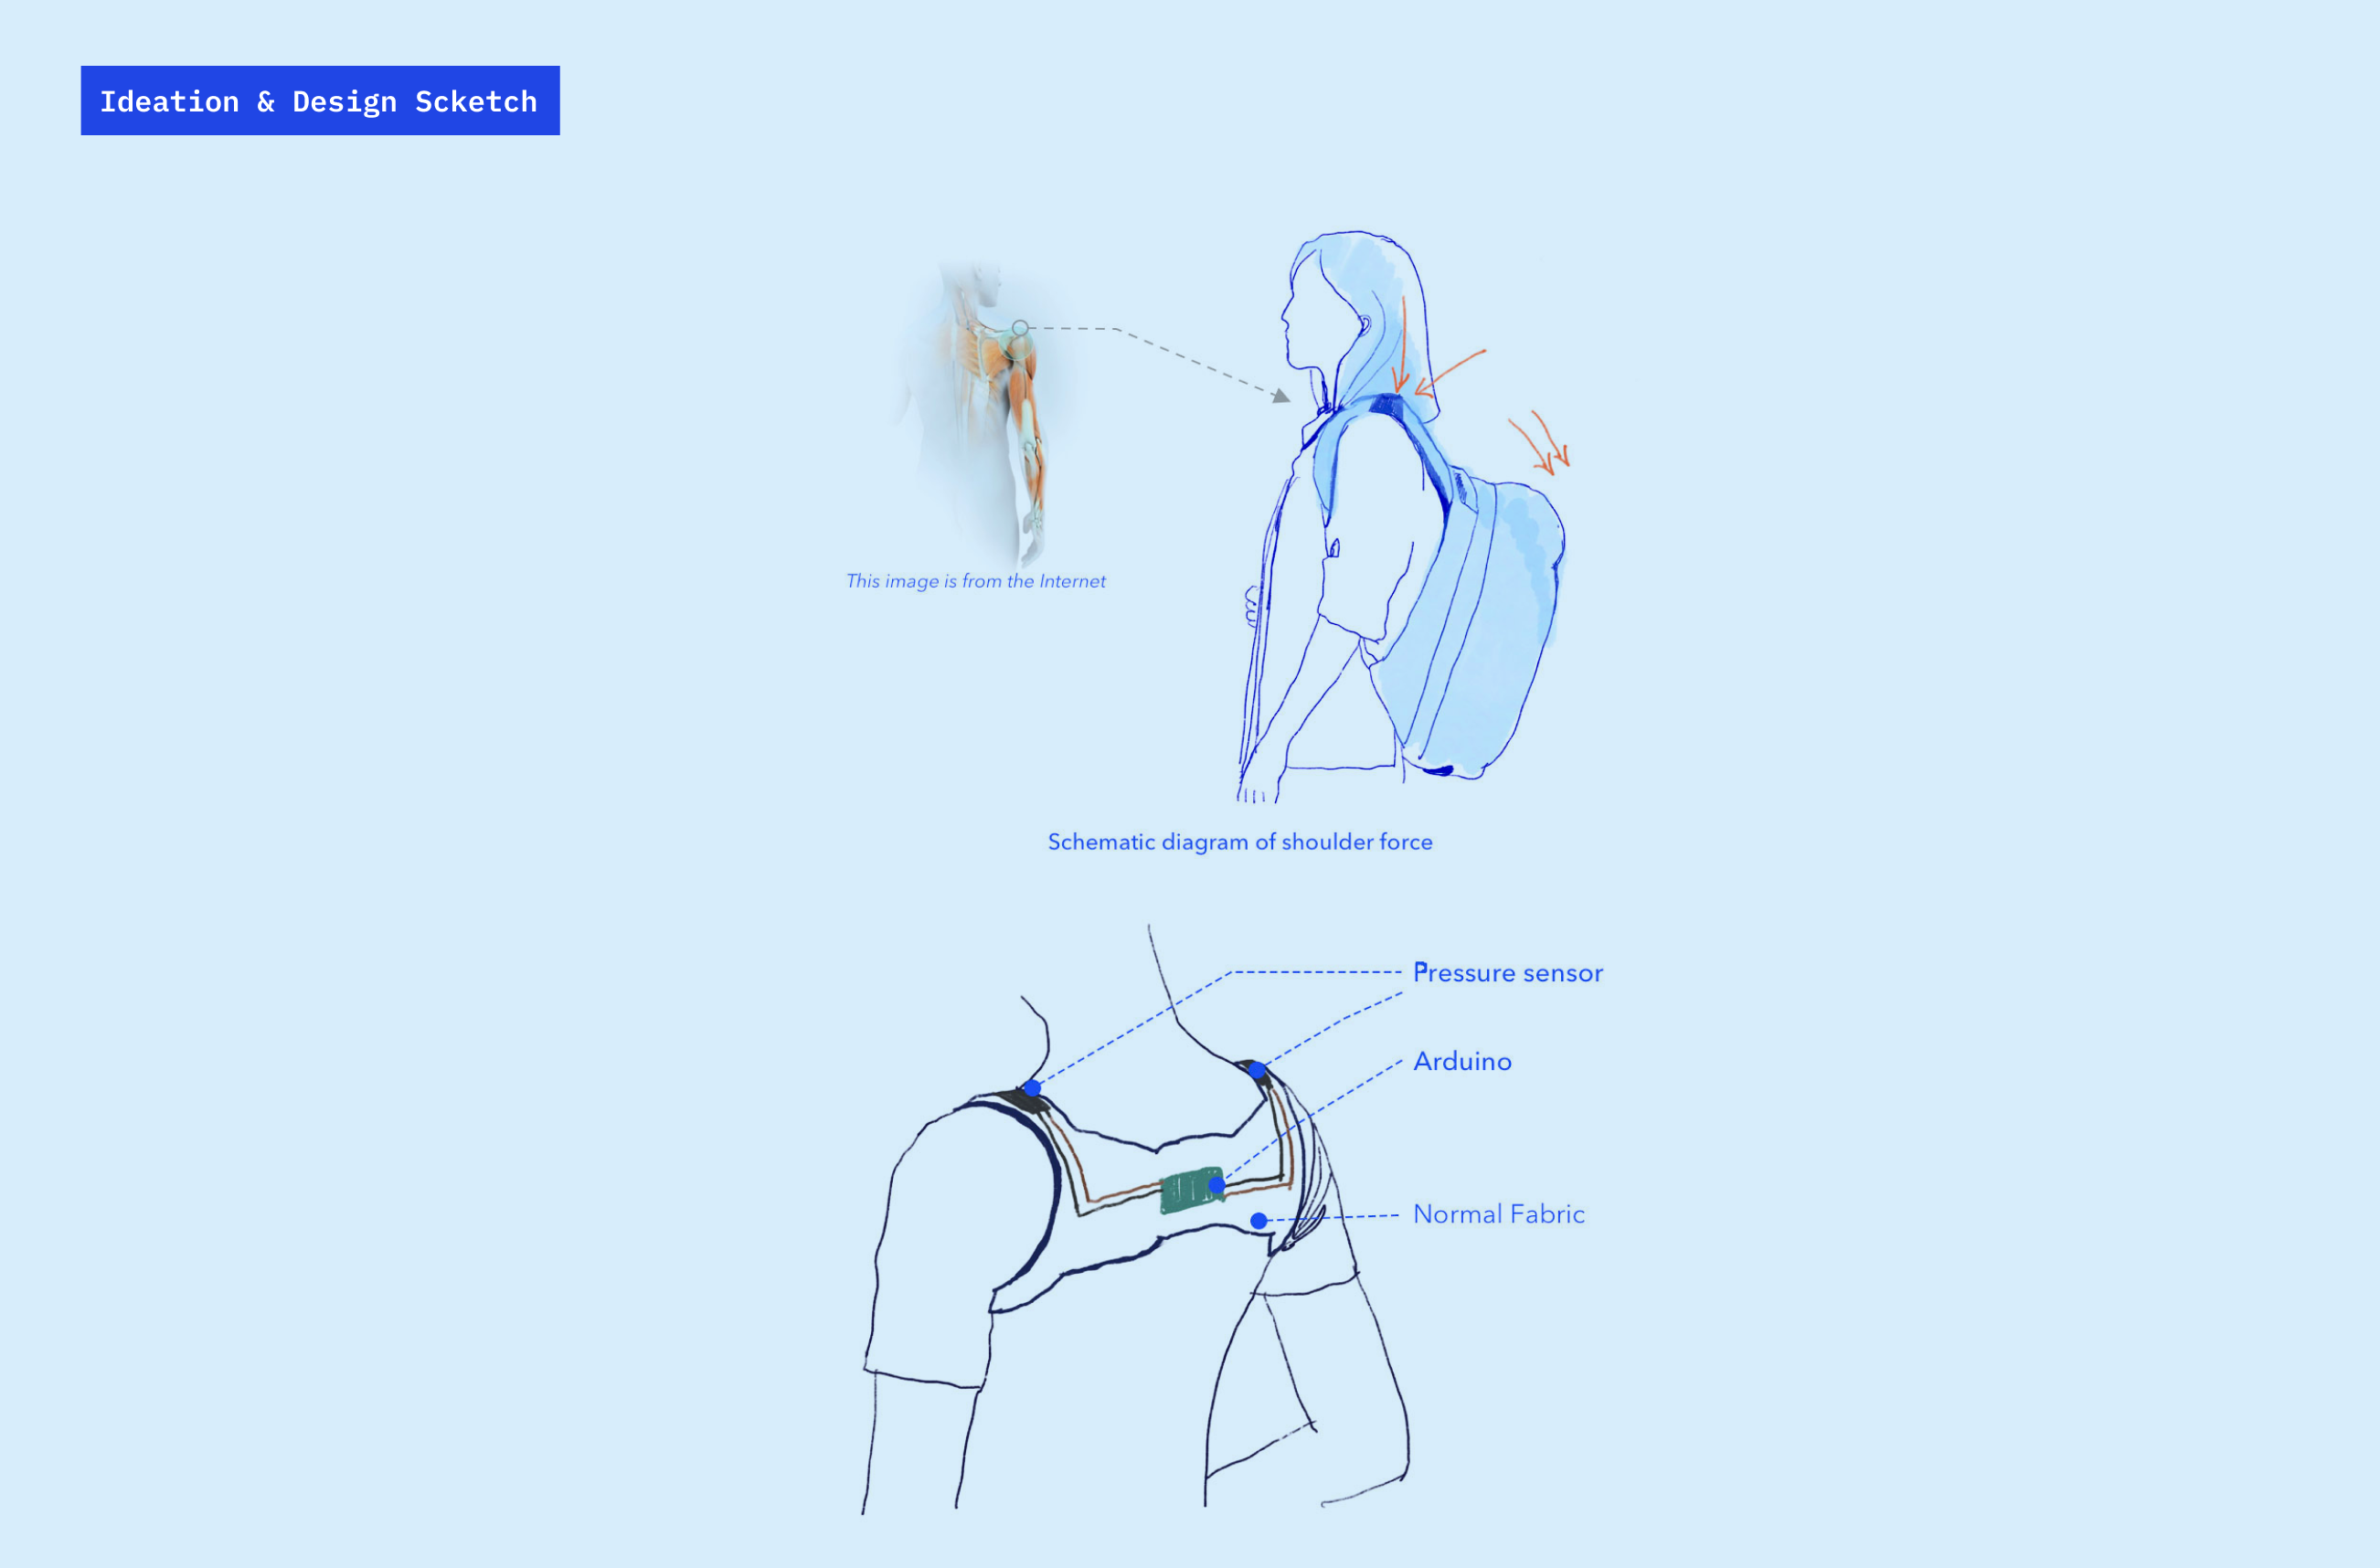 Ideation & Design Scketch
This image is from the Internet
Schematic diagram of shoulder force
Pressure sensor
Arduino
Normal Fabric